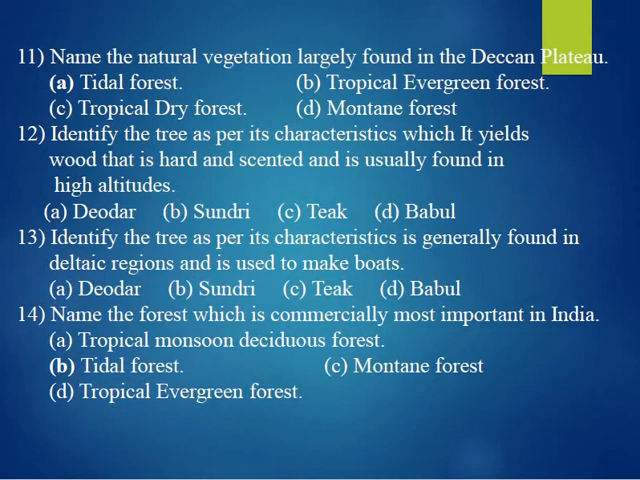 11) Name the natural vegetation largely found in the Deccan Plateau.
(a) Tidal forest. (b) Tropical Evergreen forest.
(c) Tropical Dry forest. (d) Montane forest
12) Identify the tree as per its characteristics which It yields
wood that is hard and scented and is usually found in
high altitudes.
(a) Deodar (b) Sundri (c) Teak (d) Babul
13) Identify the tree as per its characteristics is generally found in
deltaic regions and is used to make boats.
(a) Deodar (b) Sundri (c) Teak (d) Babul
14) Name the forest which is commercially most important in India.
(a) Tropical monsoon deciduous forest.
(b) Tidal forest. (c) Montane forest
(d) Tropical Evergreen forest.